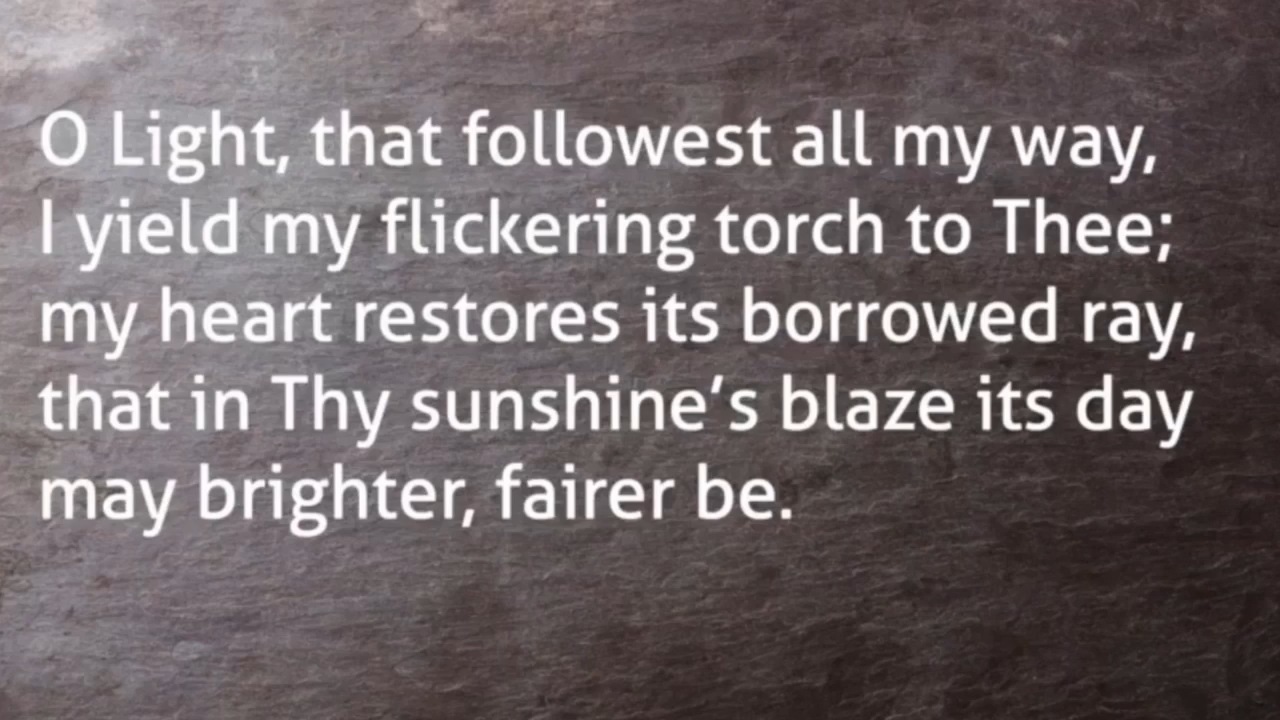 O Light, that followest all my way,
I yield my flickering torch to Thee;
my heart restores its borrowed ray,
that in Thy sunshine’s blaze its day
may brighter, fairer be.